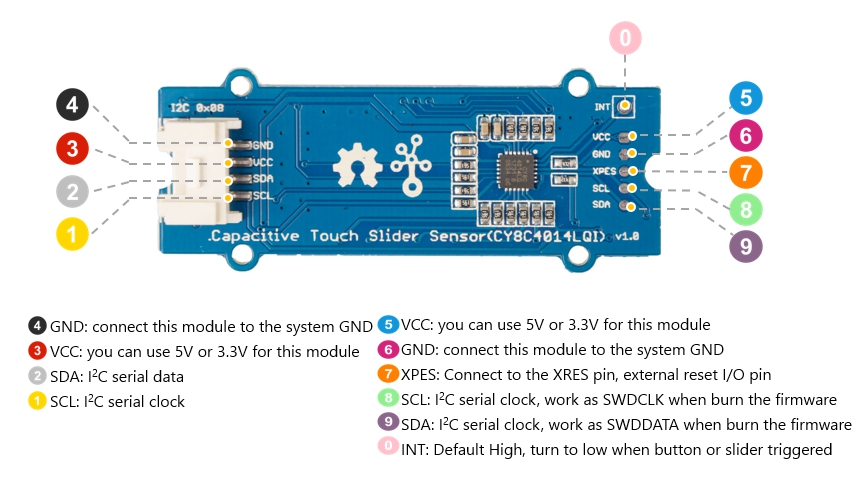 0
I2C 0x08
INT
4
3
2
1
GND
VCC
SDA
SCL
VCC
GND
XPES
SCL
SDA
5
6
7
8
9
Capacitive Touch Slider Sensor(CY8C4014LQI) v1.0
4 GND: connect this module to the system GND
3 VCC: you can use 5V or 3.3V for this module
2 SDA: I²C serial data
1 SCL: I²C serial clock
5 VCC: you can use 5V or 3.3V for this module
6 GND: connect this module to the system GND
7 XPES: Connect to the XRES pin, external reset I/O pin
8 SCL: I²C serial clock, work as SWDCLK when burn the firmware
9 SDA: I²C serial clock, work as SWDDATA when burn the firmware
0 INT: Default High, turn to low when button or slider triggered